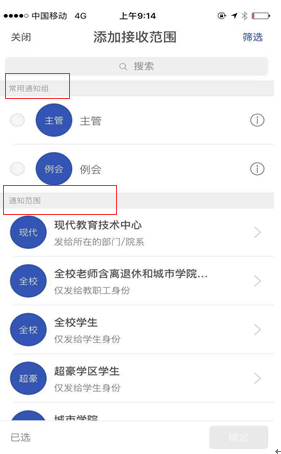 中国移动 4G 上午9:14
关闭 添加接收范围 筛选
搜索
常用通知组
主管 主管
例会 例会
通知范围
现代 现代教育技术中心
发给所在的部门/院系
全校 全校老师含离退休和城市学院...
仅发给教职工身份
全校 全校学生
仅发给学生身份
超豪 超豪学区学生
仅发给学生身份
城市学院
已选 确定